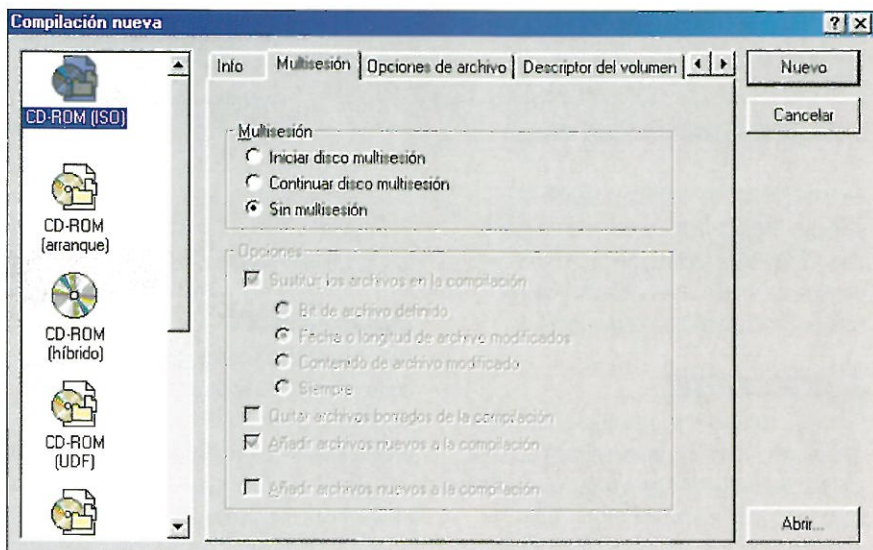 Compilación nueva
CD-ROM (ISO)
CD-ROM
(arranque)
CD-ROM
(híbrido)
CD-ROM
(UDF)
Info
Multisesión
Opciones de archivo
Descriptor del volumen
Multisesión
Iniciar disco multisesión
Continuar disco multisesión
Sin multisesión
Opciones
Sustituir los archivos en la compilación
Bit de archivo definido
Fecha o longitud de archivo modificados
Contenido de archivo modificado
Siempre
Quitar archivos borrados de la compilación
Añadir archivos nuevos a la compilación
Añadir archivos nuevos a la compilación
Nuevo
Cancelar
Abrir...